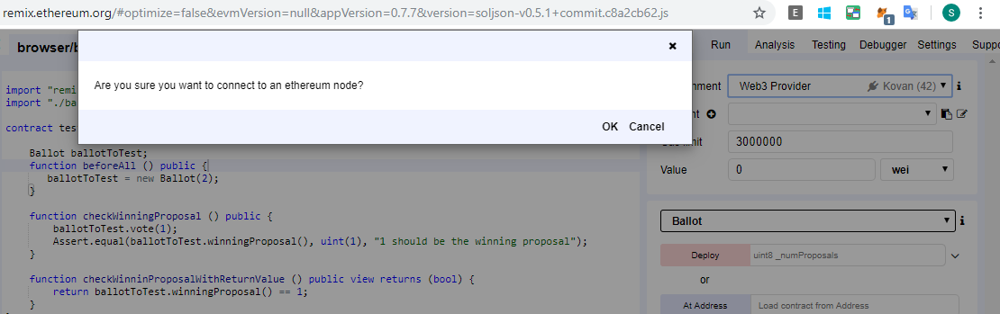 remix.ethereum.org/#optimize=false&evmVersion=null&appVersion=0.7.7&version=soljson-v0.5.1+commit.c8a2cb62.js
E
1
S
browser/b
Run Analysis Testing Debugger Settings Suppo
Are you sure you want to connect to an ethereum node?
OK Cancel
nment Web3 Provider Kovan (42)
import "remi
import "./ba
contract tes
3000000
Value 0 wei
Ballot ballotToTest;
function beforeAll () public {
ballotToTest = new Ballot(2);
}
function checkWinningProposal () public {
ballotToTest.vote(1);
Assert.equal(ballotToTest.winningProposal(), uint(1), "1 should be the winning proposal");
}
function checkWinninProposalWithReturnValue () public view returns (bool) {
return ballotToTest.winningProposal() == 1;
}
Ballot
Deploy uint8 _numProposals
or
At Address Load contract from Address